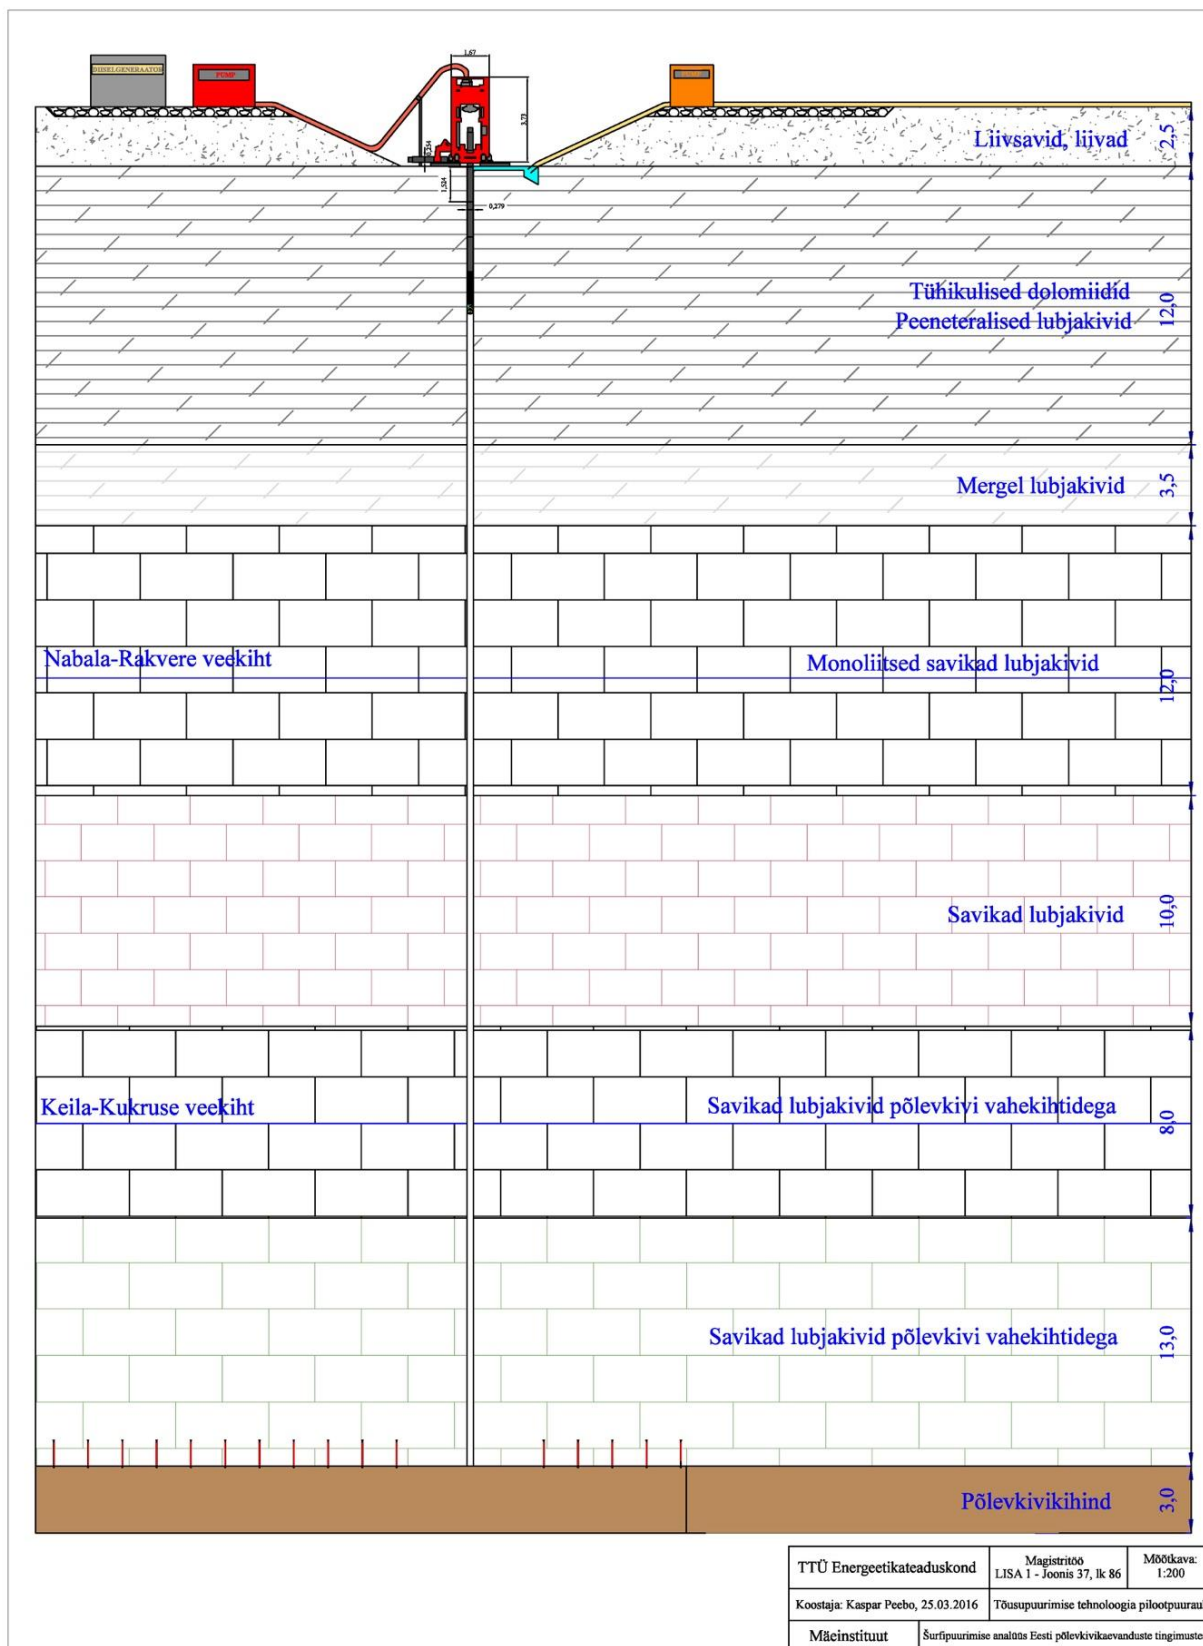 DIISELGENERAATOR
PUMP
1,67
3,73
PUMP
0,254
1,524
0,279
Liivsavid, liivad
2,5
Tühikulised dolomiidid
Peeneteralised lubjakivid
12,0
Mergel lubjakivid
3,5
Nabala-Rakvere veekiht
Monoliitsed savikad lubjakivid
12,0
Savikad lubjakivid
10,0
Keila-Kukruse veekiht
Savikad lubjakivid põlevkivi vahekihtidega
8,0
Savikad lubjakivid põlevkivi vahekihtidega
13,0
Põlevkivikihind
3,0
TTÜ Energeetikateaduskond
Magistritöö
LISA 1 - Joonis 37, lk 86
Mõõtkava:
1:200
Koostaja: Kaspar Peebo, 25.03.2016
Tõusupuurimise tehnoloogia
Mäeinstituut
Šurfipuurimise analüüs Eesti põlevkivikaevanduste